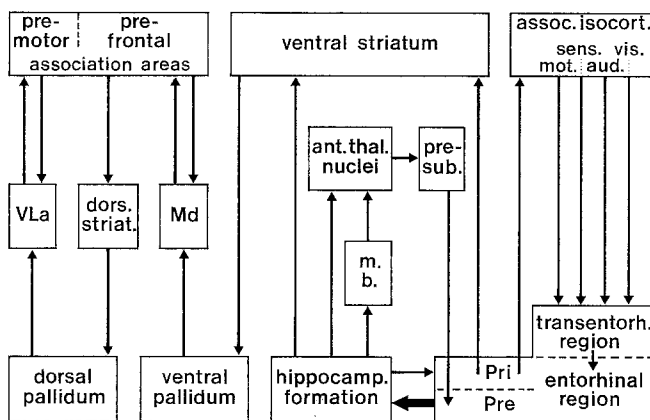 pre- pre-
motor frontal
association areas
ventral striatum
assoc. isocort.
sens. vis.
mot. aud.
ant. thal.
nuclei
pre-
sub.
VLa
dors.
striat.
Md
m.
b.
transentorh.
region
dorsal
pallidum
ventral
pallidum
hippocamp.
formation
Pri
Pre
entorhinal
region